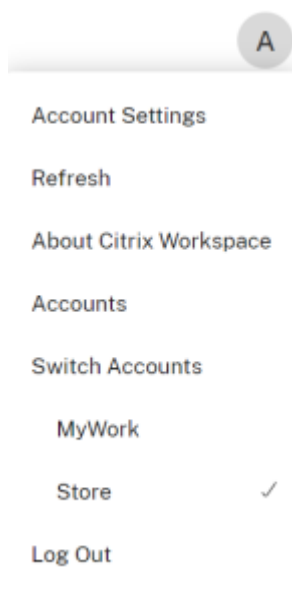 A
Account Settings
Refresh
About Citrix Workspace
Accounts
Switch Accounts
MyWork
Store
Log Out